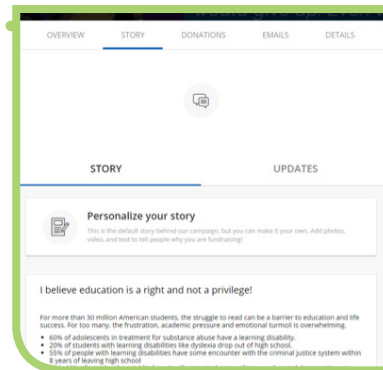 would give up. Even
OVERVIEW STORY DONATIONS EMAILS DETAILS
STORY UPDATES
Personalize your story
This is the default story behind our campaign, but you can make it your own. Add photos,
video, and text to tell people why you are fundraising!
I believe education is a right and not a privilege!
For more than 30 million American students, the struggle to read can be a barrier to education and life
success. For too many, the frustration, academic pressure and emotional turmoil is overwhelming.
• 60% of adolescents in treatment for substance abuse have a learning disability.
• 20% of students with learning disabilities like dyslexia drop out of high school.
• 55% of people with learning disabilities have some encounter with the criminal justice system within
8 years of leaving high school